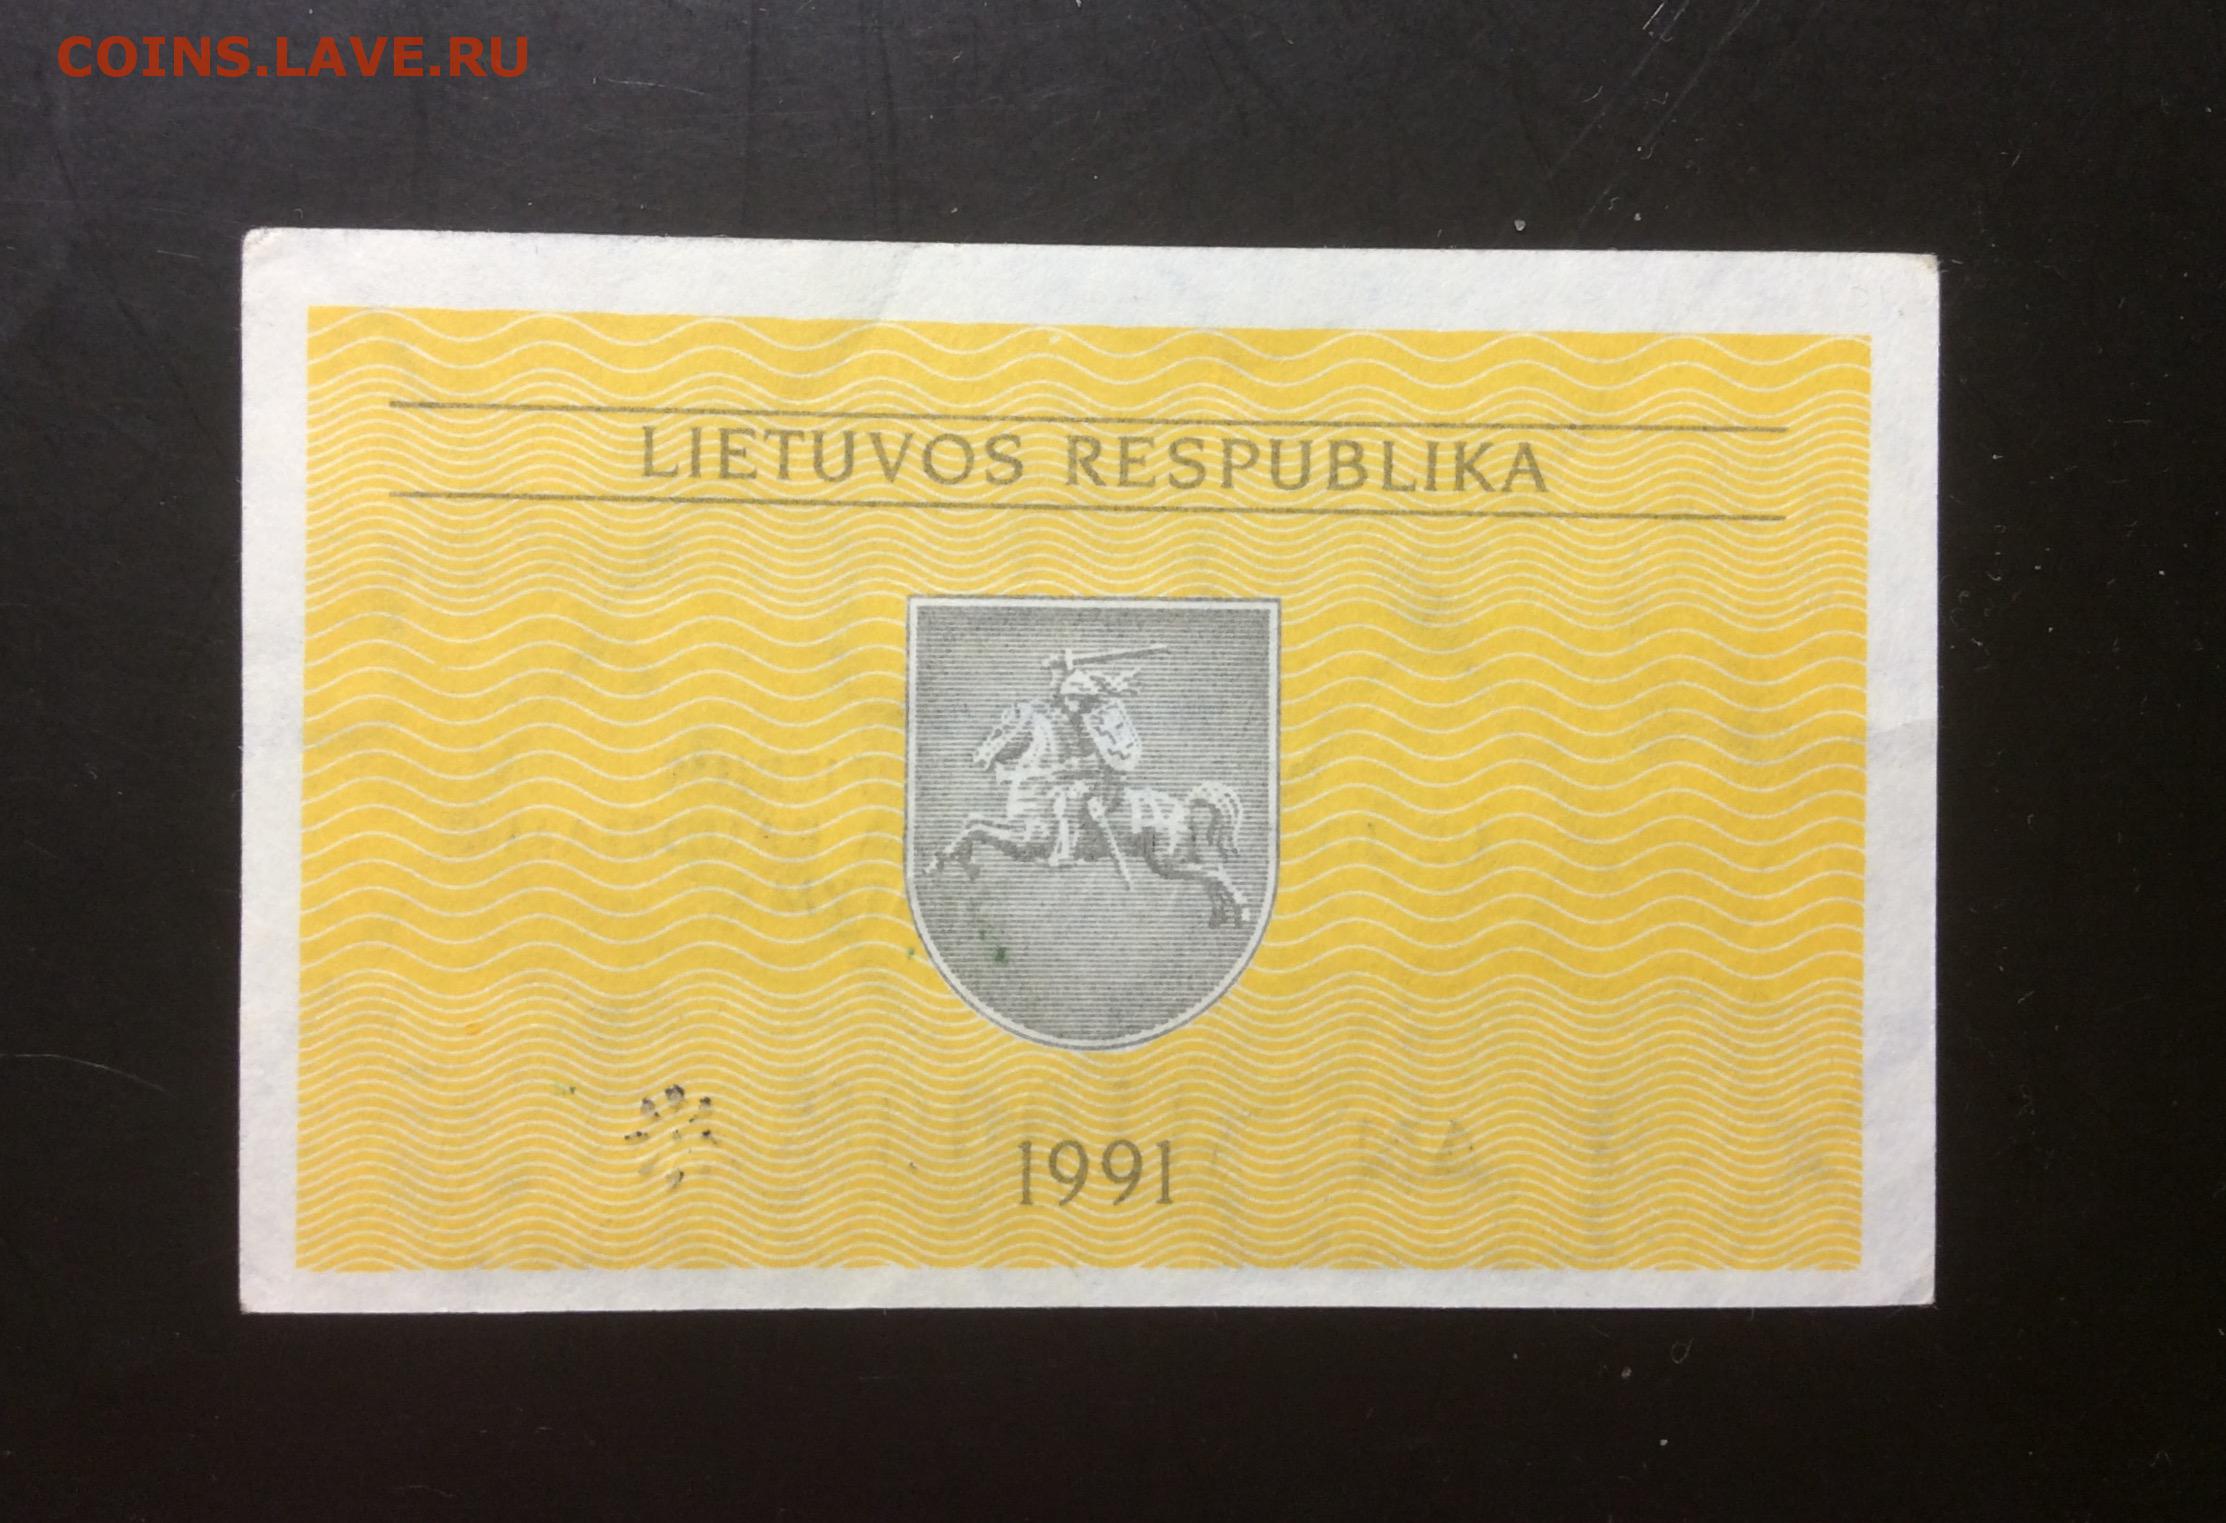 COINS.LAVE.RU
LIETUVOS RESPUBLIKA
1991